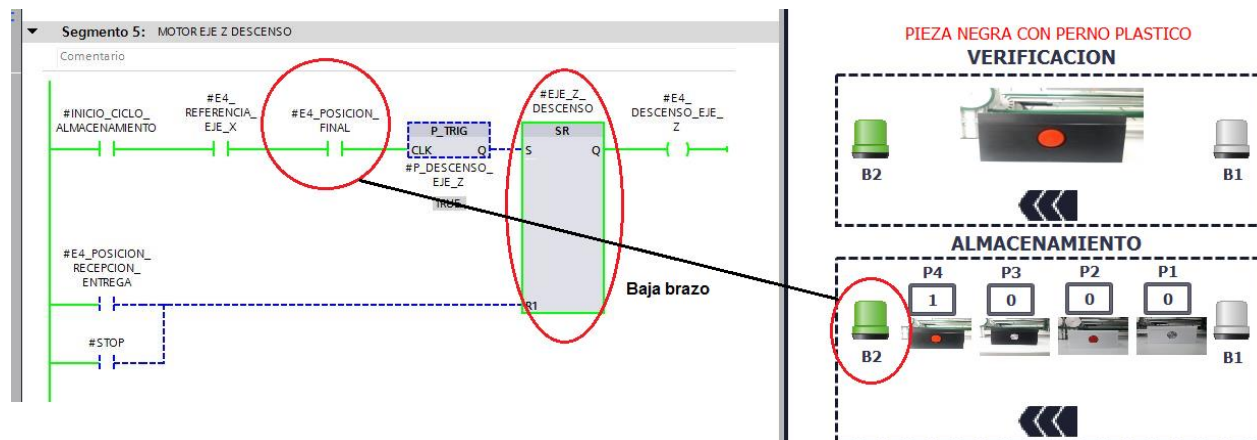 Segmento 5: MOTOR EJE Z DESCENSO
Comentario
#INICIO_CICLO_
ALMACENAMIENTO
#E4_
REFERENCIA_
EJE_X
#E4_POSICION_
FINAL
P_TRIG
CLK Q
#P_DESCENSO_
EJE_Z
TRUE
#EJE_Z_
DESCENSO
SR
S Q
R1
#E4_
DESCENSO_EJE_
Z
#E4_POSICION_
RECEPCION_
ENTREGA
#STOP
Baja brazo
PIEZA NEGRA CON PERNO PLASTICO
VERIFICACION
B2 B1
ALMACENAMIENTO
P4 P3 P2 P1
1 0 0 0
B2 B1